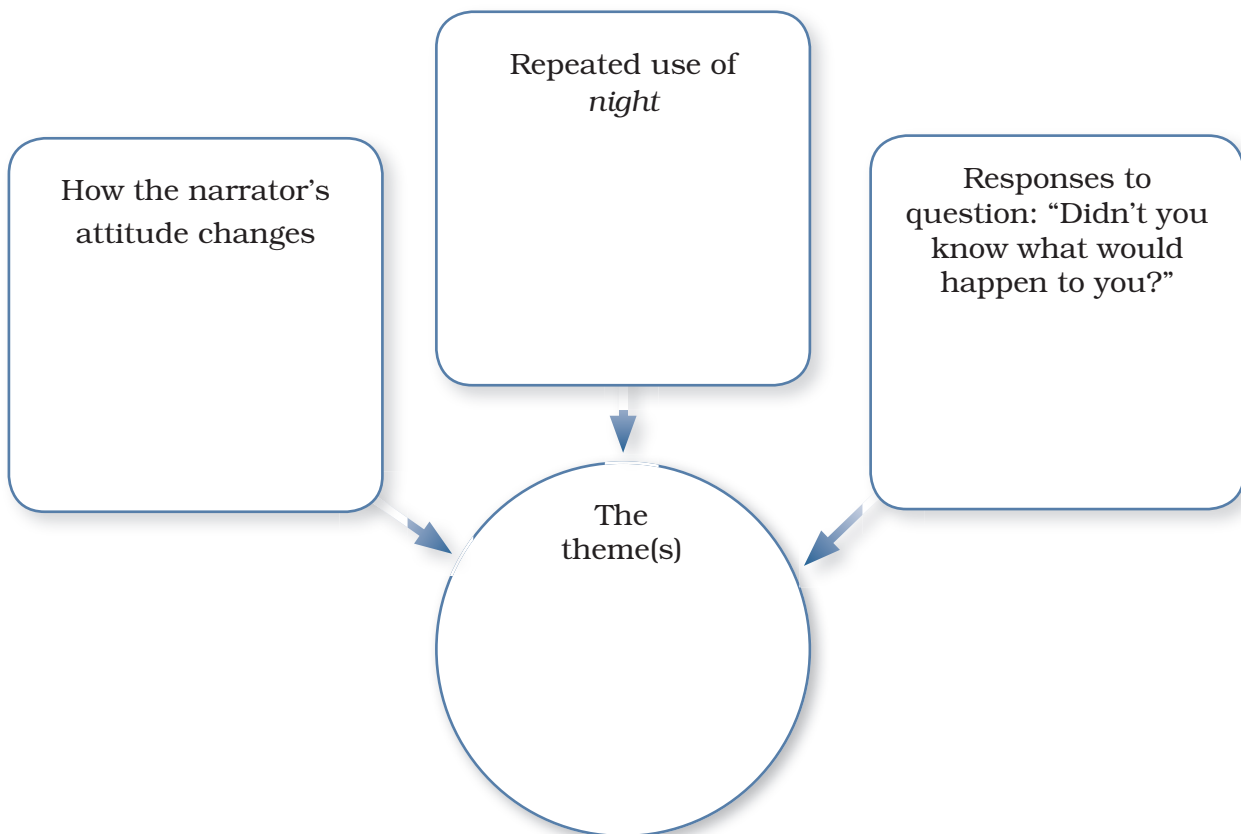 How the narrator’s
attitude changes
Repeated use of
night
Responses to
question: “Didn’t you
know what would
happen to you?”
The
theme(s)